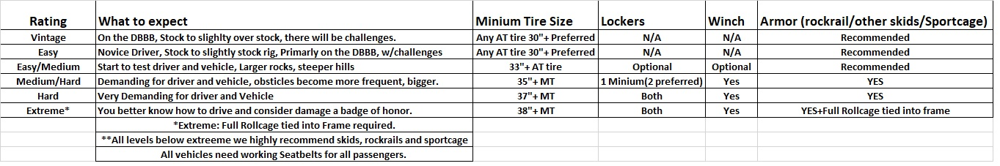 Rating What to expect Minium Tire Size Lockers Winch Armor (rockrail/other skids/Sportcage)
Vintage On the DBBB, Stock to slighlty over stock, there will be challenges. Any AT tire 30"+ Preferred N/A N/A Recommended
Easy Novice Driver, Stock to slightly stock rig, Primarly on the DBBB, w/challenges Any AT tire 30"+ Preferred N/A N/A Recommended
Easy/Medium Start to test driver and vehicle, Larger rocks, steeper hills 33"+ AT tire Optional Optional Recommended
Medium/Hard Demanding for driver and vehicle, obsticles become more frequent, bigger. 35"+ MT 1 Minium(2 preferred) Yes YES
Hard Very Demanding for driver and Vehicle 37"+ MT Both Yes YES
Extreme* You better know how to drive and consider damage a badge of honor. 38"+ MT Both Yes YES+Full Rollcage tied into frame
*Extreme: Full Rollcage tied into Frame required.
**All levels below extreeme we highly recommend skids, rockrails and sportcage
All vehicles need working Seatbelts for all passengers.